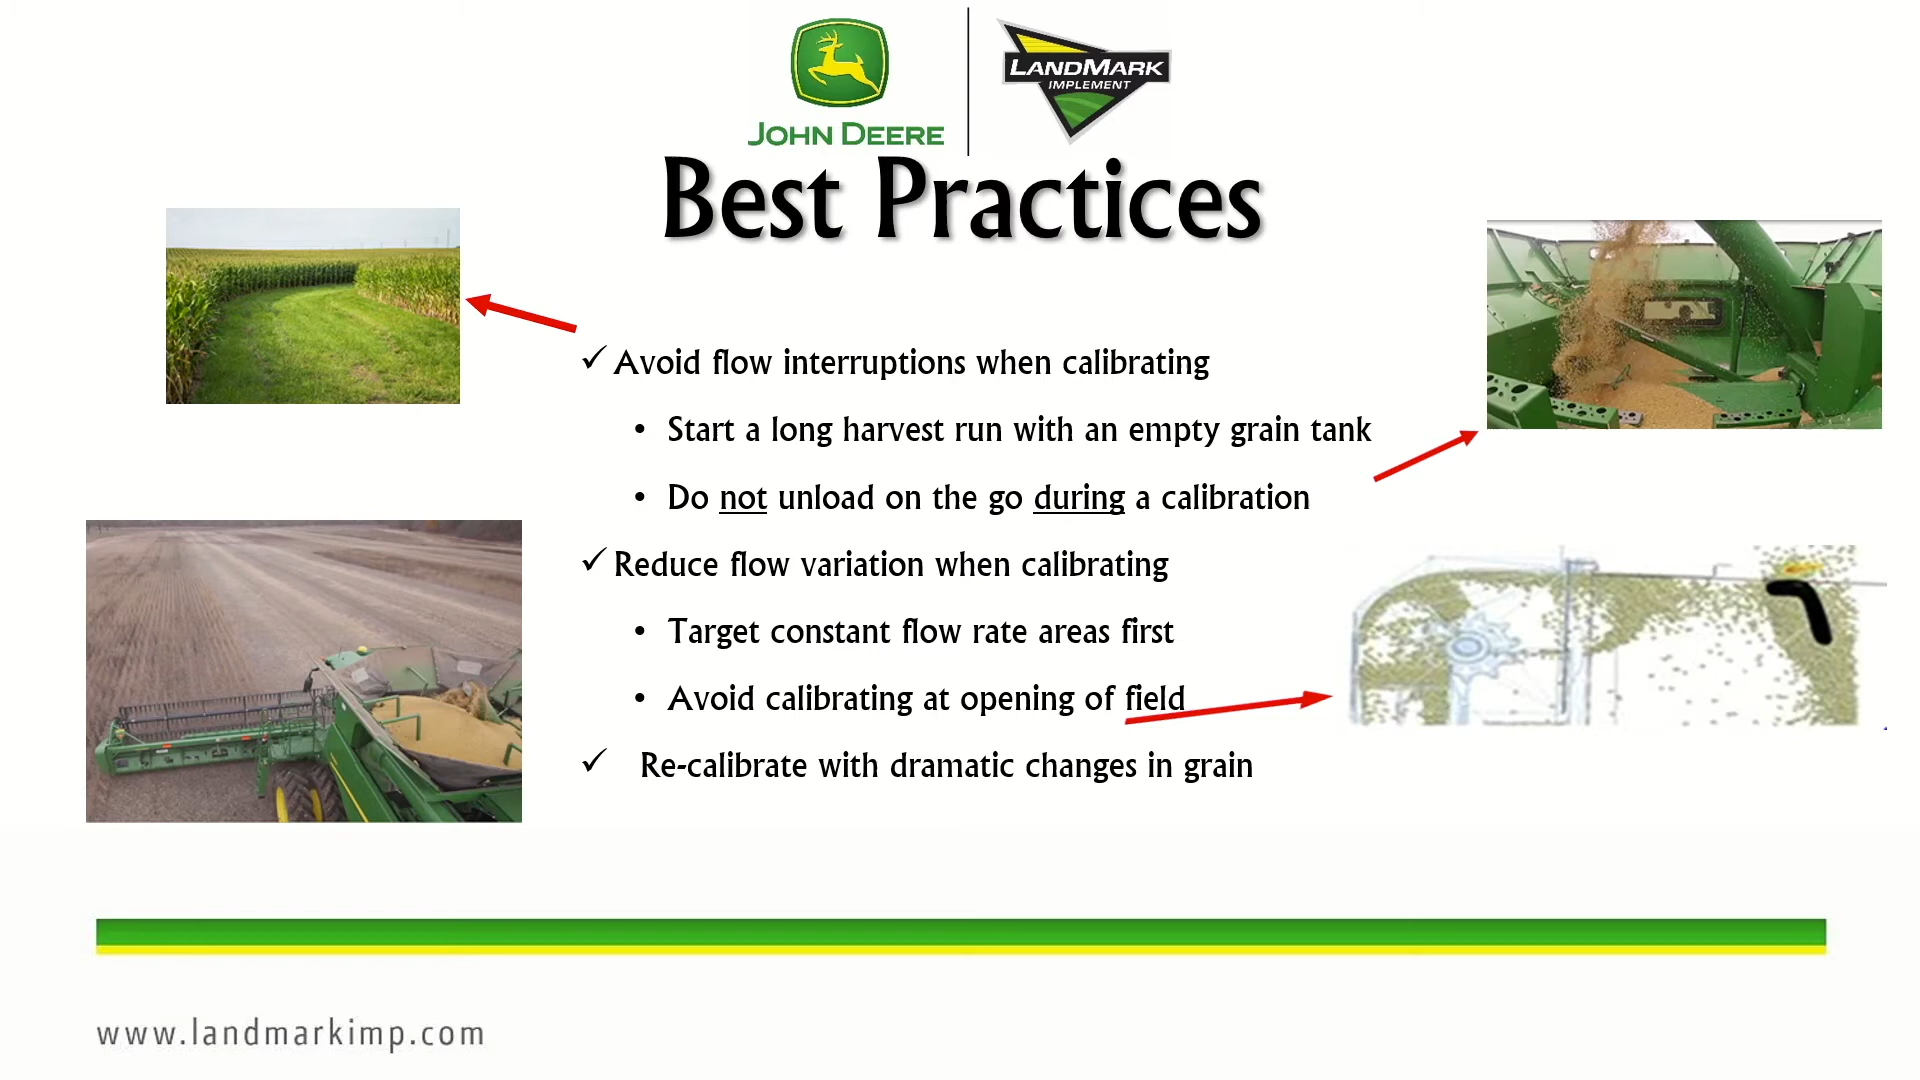 JOHN DEERE
LANDMARK
IMPLEMENT
Best Practices
✓ Avoid flow interruptions when calibrating
• Start a long harvest run with an empty grain tank
• Do not unload on the go during a calibration
✓ Reduce flow variation when calibrating
• Target constant flow rate areas first
• Avoid calibrating at opening of field
✓ Re-calibrate with dramatic changes in grain
www.landmarkimp.com